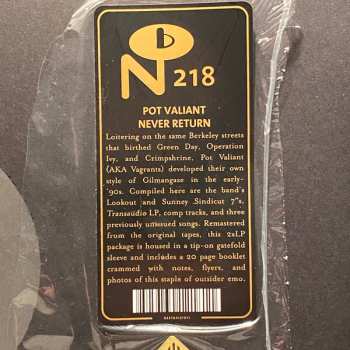 N 218
POT VALIANT
NEVER RETURN
Loitering on the same Berkeley streets
that birthed Green Day, Operation
Ivy, and Crimpshrine, Pot Valiant
(AKA Vagrants) developed their own
style of Gilmangaze in the early-
'90s. Compiled here are the band's
Lookout and Sunney Sindicut 7"s,
Transaudio LP, comp tracks, and three
previously unissued songs. Remastered
from the original tapes, this 2xLP
package is housed in a tip-on gatefold
sleeve and includes a 20 page booklet
crammed with notes, flyers, and
photos of this staple of outsider emo.